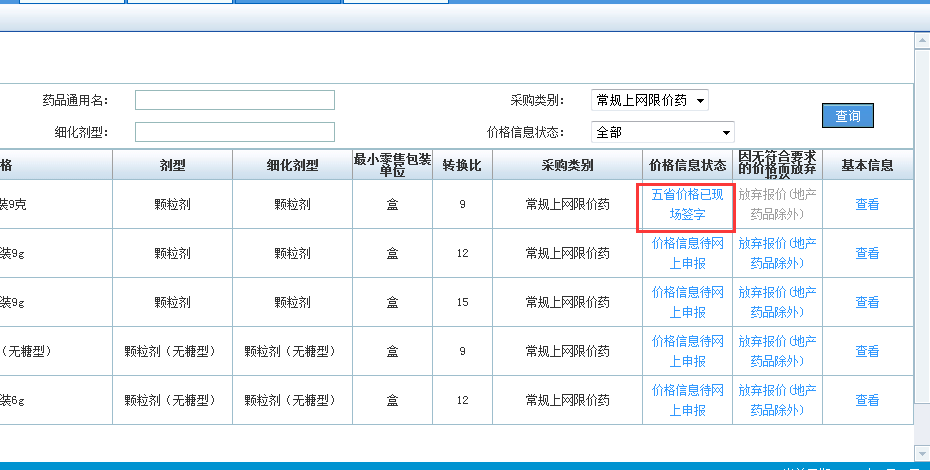 药品通用名：
采购类别：
常规上网限价药
查询
细化剂型：
价格信息状态：
全部
格
剂型
细化剂型
最小零售包装
单位
转换比
采购类别
价格信息状态
因无符合要求
的价格而放弃
基本信息
装9克
颗粒剂
颗粒剂
盒
9
常规上网限价药
五省价格已现
场签字
放弃报价(地产
药品除外)
查看
装9g
颗粒剂
颗粒剂
盒
12
常规上网限价药
价格信息待网
上申报
放弃报价(地产
药品除外)
查看
装9g
颗粒剂
颗粒剂
盒
15
常规上网限价药
价格信息待网
上申报
放弃报价(地产
药品除外)
查看
（无糖型）
颗粒剂（无糖型）
颗粒剂（无糖型）
盒
9
常规上网限价药
价格信息待网
上申报
放弃报价(地产
药品除外)
查看
装6g
颗粒剂（无糖型）
颗粒剂（无糖型）
盒
12
常规上网限价药
价格信息待网
上申报
放弃报价(地产
药品除外)
查看